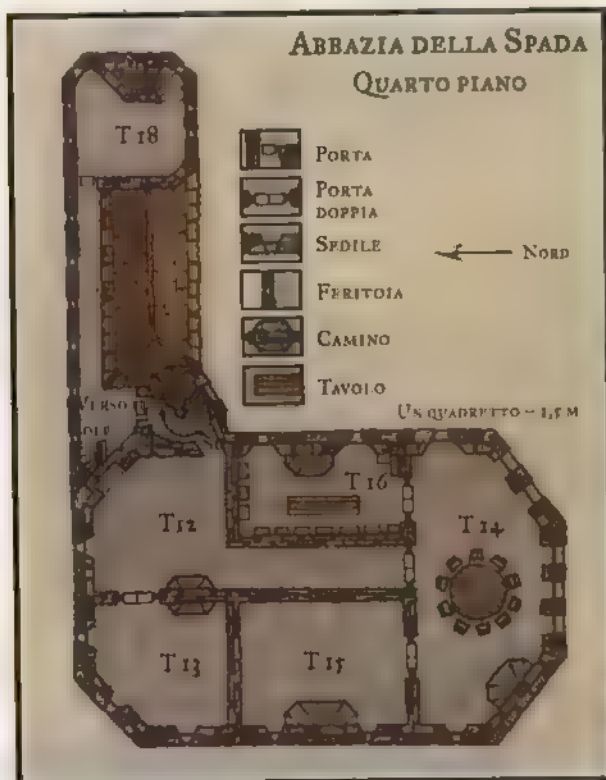 ABBAZIA DELLA SPADA
QUARTO PIANO
T18
PORTA
PORTA
DOPPIA
SEDILE
NORD
FERITOIA
CAMINO
TAVOLO
VERSO
UN QUADRETTO = 1,5 M
T16
T12
T14
T13
T15